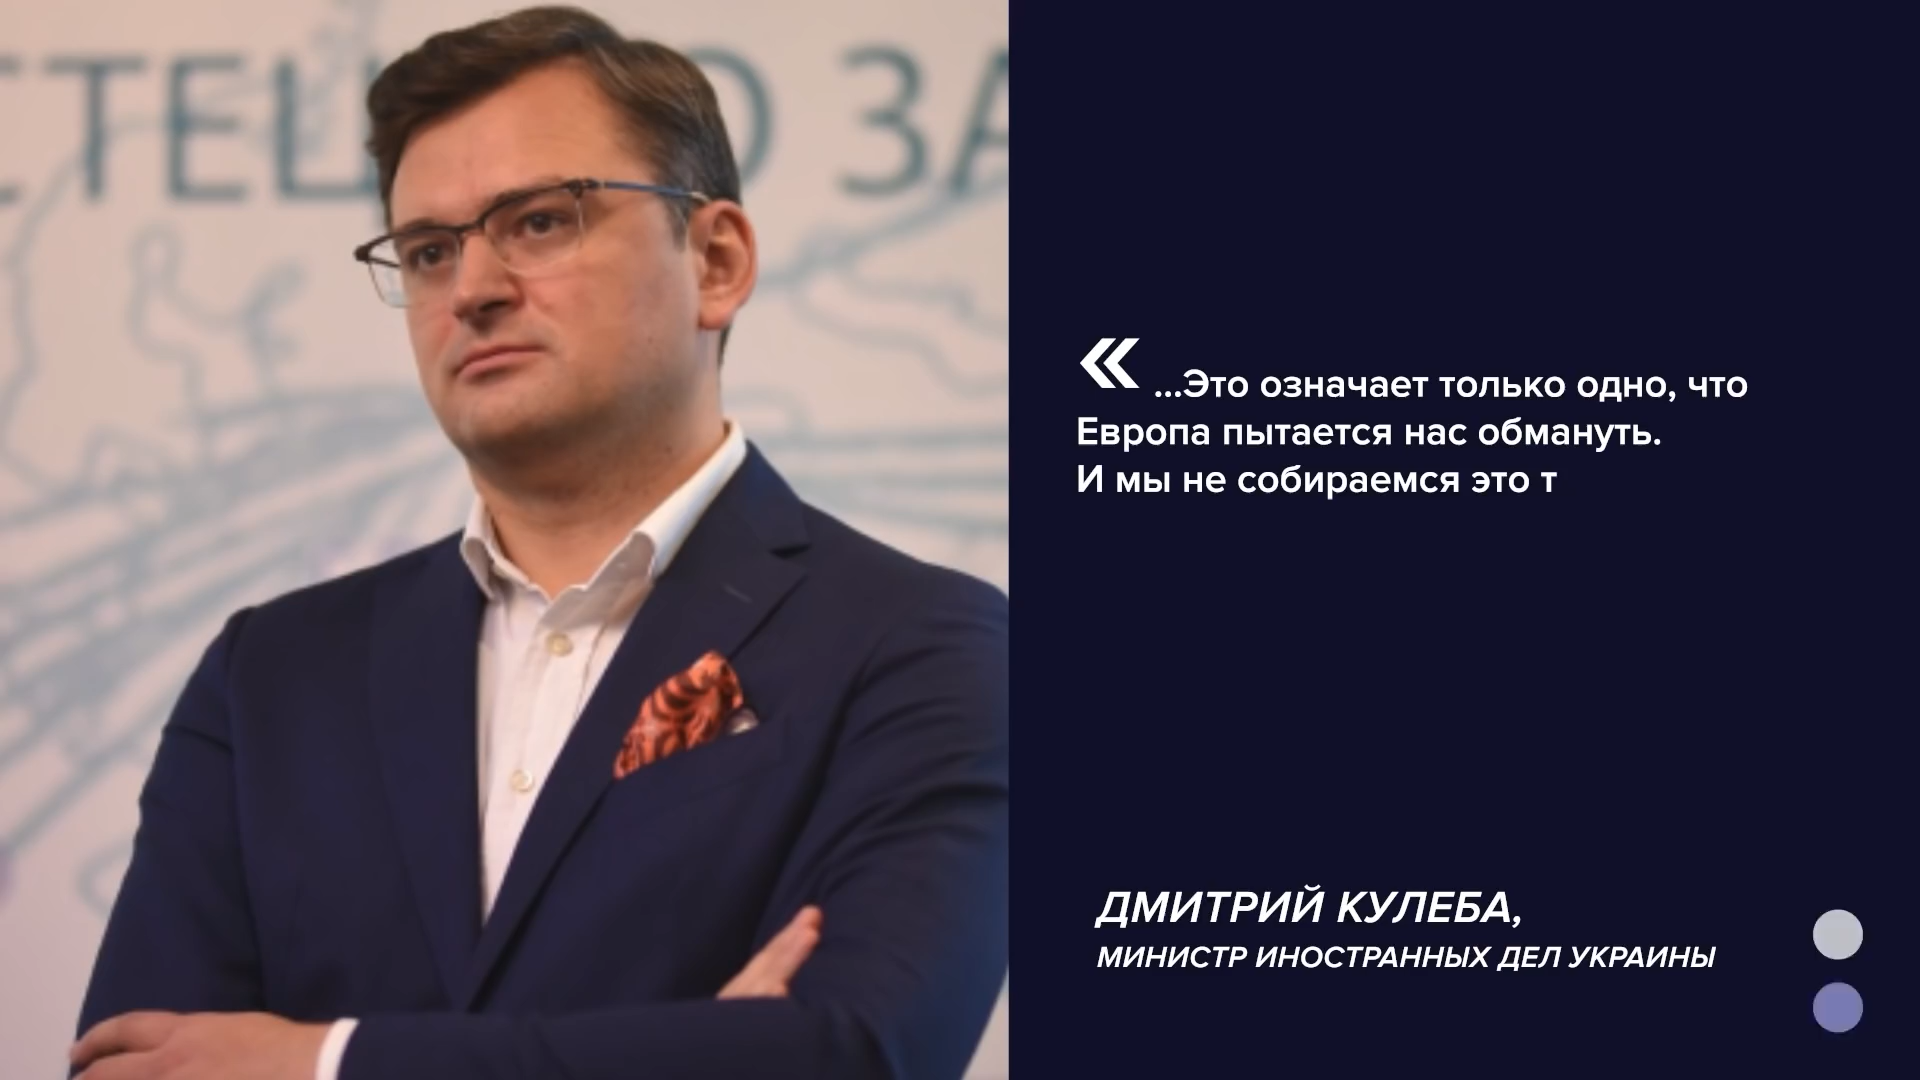 «
...Это означает только одно, что
Европа пытается нас обмануть.
И мы не собираемся это т
ДМИТРИЙ КУЛЕБА,
МИНИСТР ИНОСТРАННЫХ ДЕЛ УКРАИНЫ